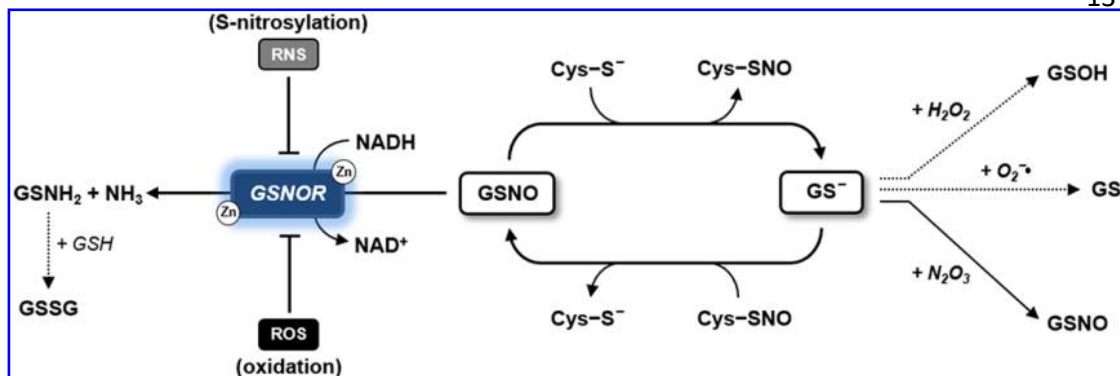 15
(S-nitrosylation)
RNS
Cys–S⁻
Cys–SNO
GSOH
+ H₂O₂
NADH
Zn
GSNH₂ + NH₃
GSNOR
GSNO
GS⁻
+ O₂⁻•
GS
Zn
+ GSH
NAD⁺
+ N₂O₃
GSSG
Cys–S⁻
Cys–SNO
GSNO
ROS
(oxidation)